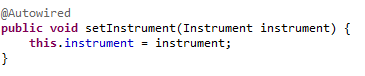 @Autowired
public void setInstrument(Instrument instrument) {
    this.instrument = instrument;
}